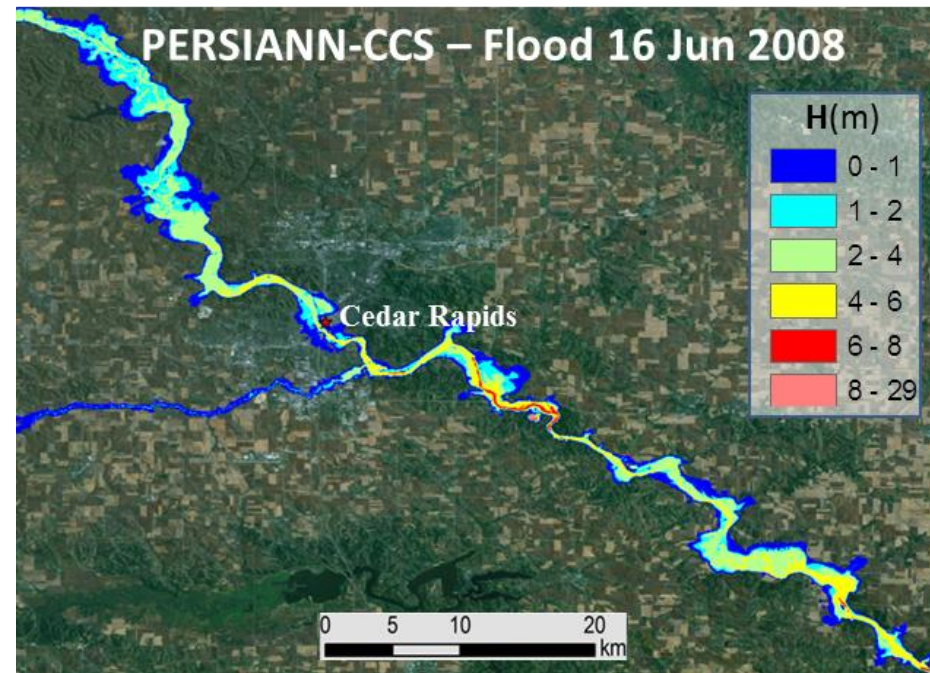 PERSIANN-CCS – Flood 16 Jun 2008
H(m)
0 - 1
1 - 2
2 - 4
4 - 6
6 - 8
8 - 29
Cedar Rapids
0 5 10 20
km